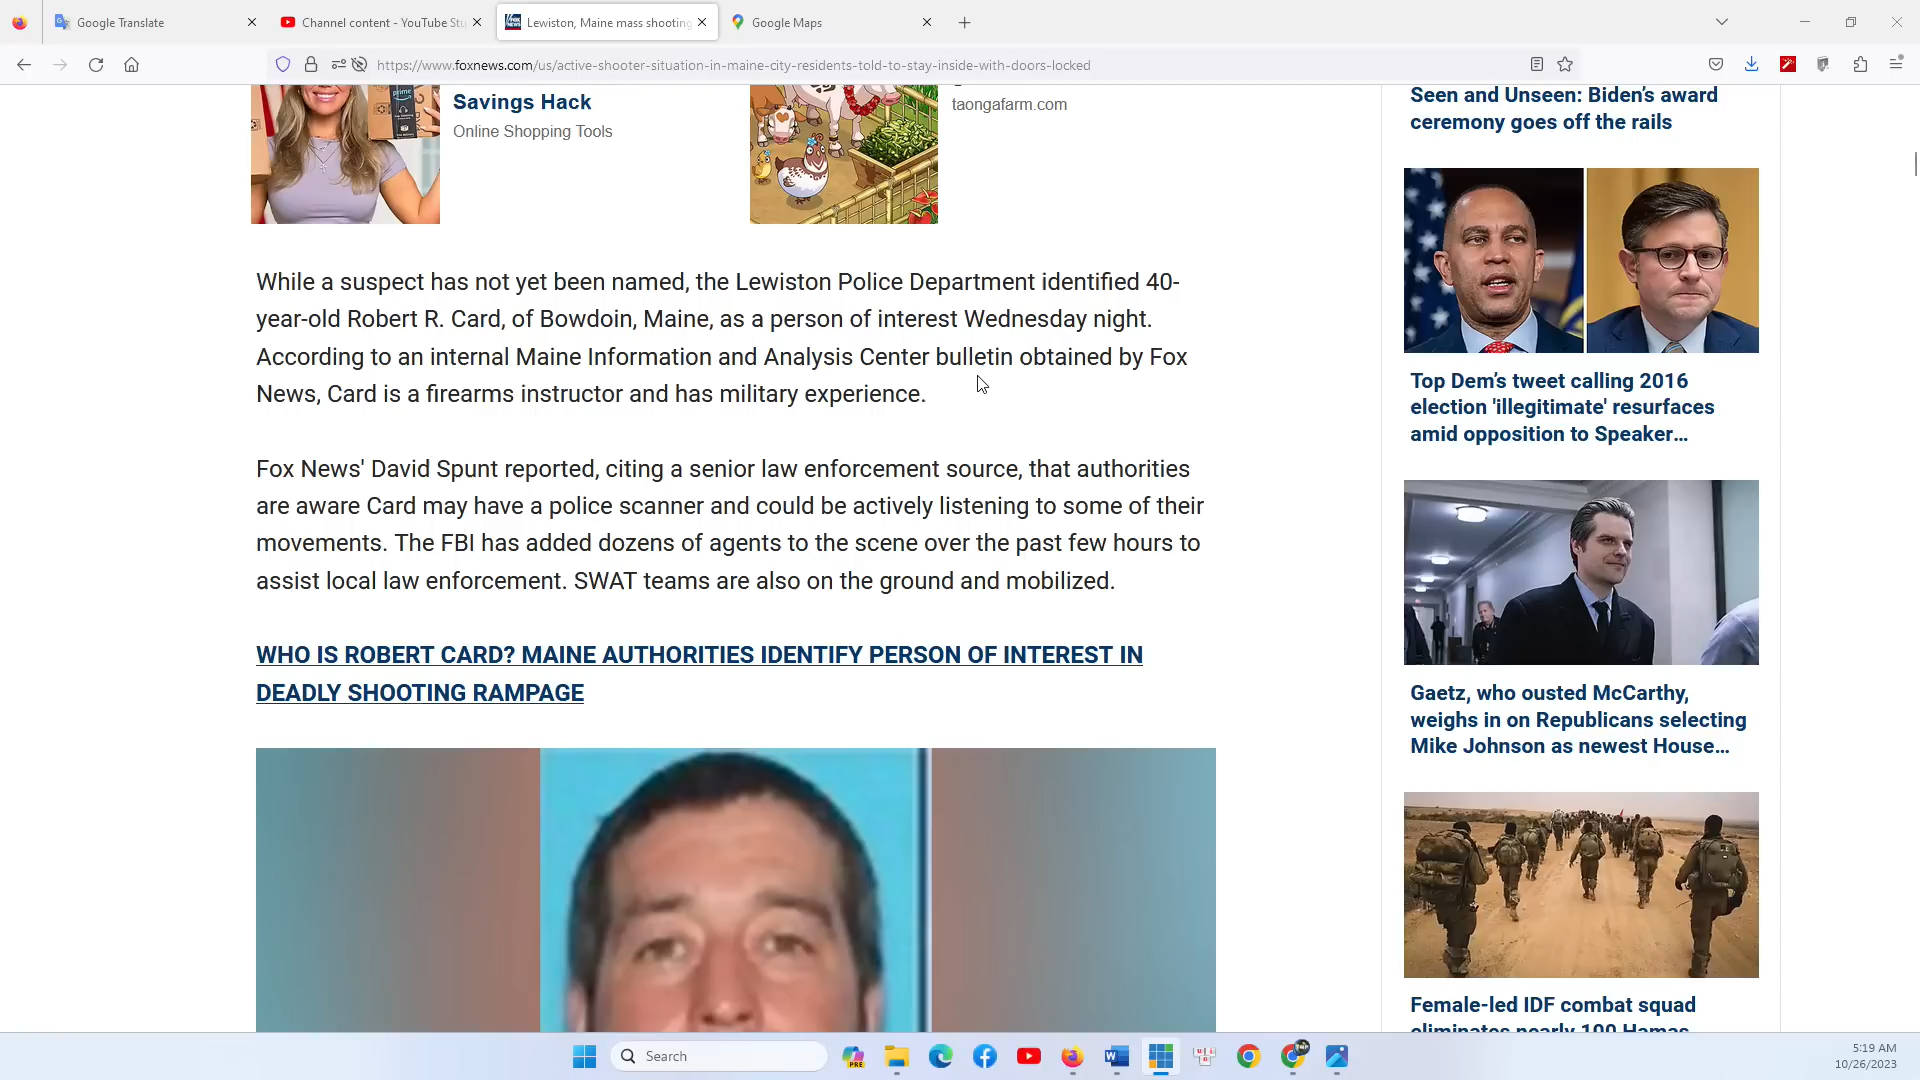 Google Translate
Channel content - YouTube Stu
Lewiston, Maine mass shooting
Google Maps
https://www.foxnews.com/us/active-shooter-situation-in-maine-city-residents-told-to-stay-inside-with-doors-locked
prime
Savings Hack
Online Shopping Tools
taongafarm.com
While a suspect has not yet been named, the Lewiston Police Department identified 40-
year-old Robert R. Card, of Bowdoin, Maine, as a person of interest Wednesday night.
According to an internal Maine Information and Analysis Center bulletin obtained by Fox
News, Card is a firearms instructor and has military experience.
Fox News' David Spunt reported, citing a senior law enforcement source, that authorities
are aware Card may have a police scanner and could be actively listening to some of their
movements. The FBI has added dozens of agents to the scene over the past few hours to
assist local law enforcement. SWAT teams are also on the ground and mobilized.
WHO IS ROBERT CARD? MAINE AUTHORITIES IDENTIFY PERSON OF INTEREST IN
DEADLY SHOOTING RAMPAGE
Seen and Unseen: Biden's award
ceremony goes off the rails
Top Dem's tweet calling 2016
election 'illegitimate' resurfaces
amid opposition to Speaker...
Gaetz, who ousted McCarthy,
weighs in on Republicans selecting
Mike Johnson as newest House...
Female-led IDF combat squad
eliminates nearly 100 Hamas
Search
PRE
5:19 AM
10/26/2023